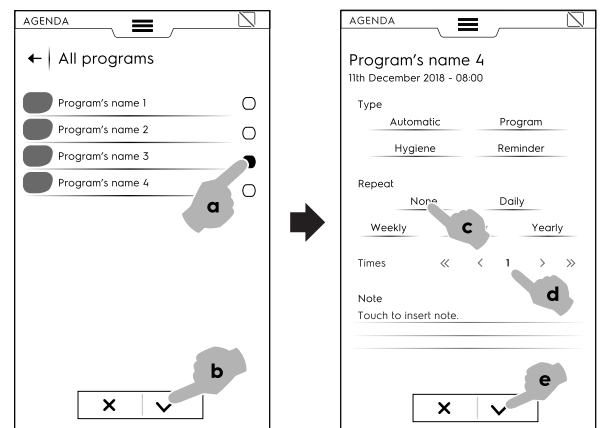 AGENDA
All programs
Program's name 1
Program's name 2
Program's name 3
Program's name 4
a
b
AGENDA
Program's name 4
11th December 2018 - 08:00
Type
Automatic Program
Hygiene Reminder
Repeat
None Daily
Weekly Yearly
c
Times « < 1 > »
d
Note
Touch to insert note.
e